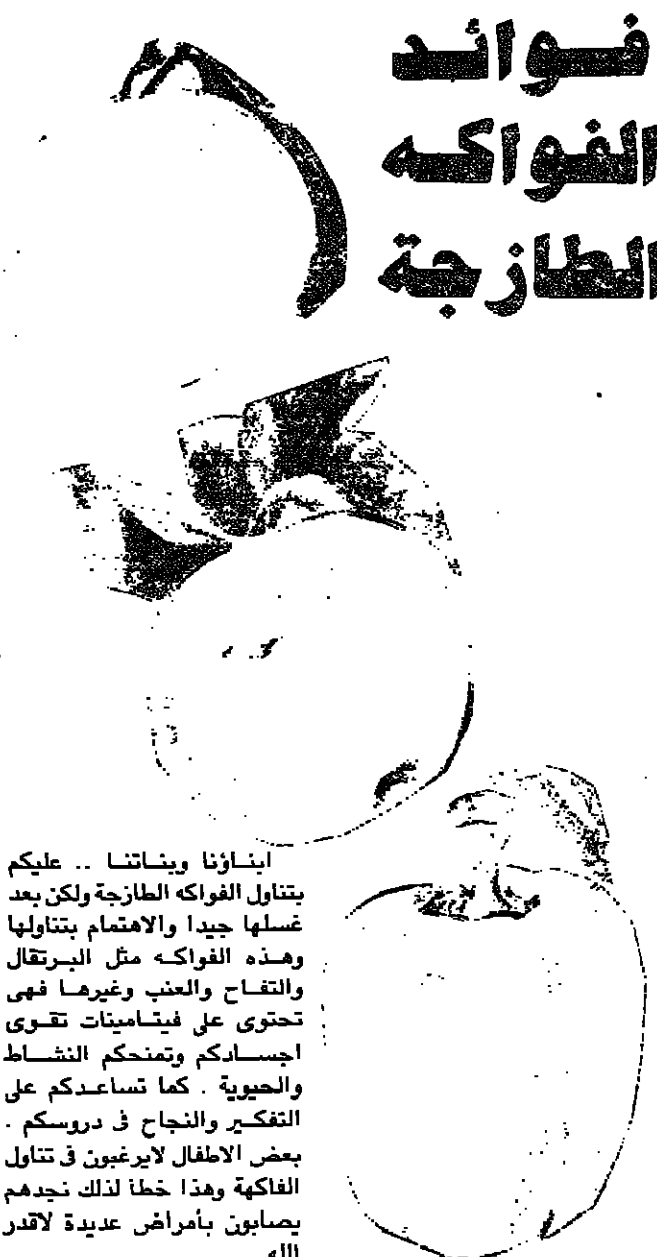 فوائد
الفواكه
الطازجة
ابناؤنا وبناتنا .. عليكم
بتناول الفواكه الطازجة ولكن بعد
غسلها جيدا والاهتمام بتناولها
وهذه الفواكه مثل البرتقال
والتفاح والعنب وغيرها فهى
تحتوى على فيتامينات تقوى
اجسادكم وتمنحكم النشاط
والحيوية . كما تساعدكم على
التفكير والنجاح فى دروسكم .
بعض الاطفال لايرغبون فى تناول
الفاكهة وهذا خطأ لذلك نجدهم
يصابون بأمراض عديدة لاقدر
الله